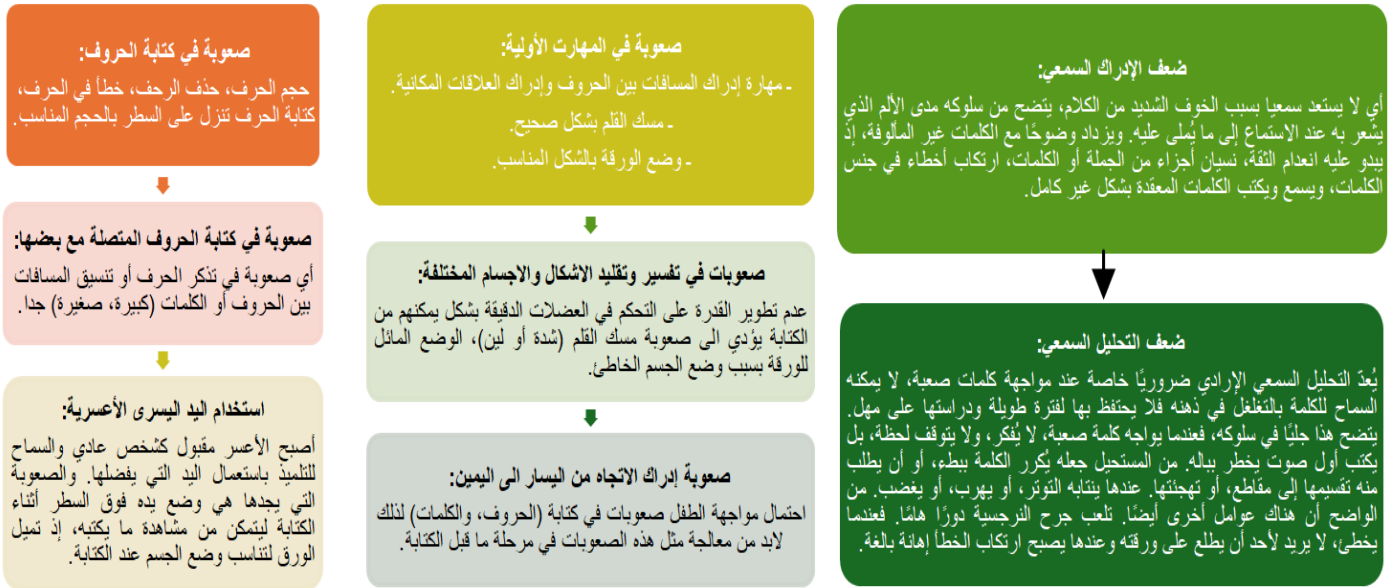 ضعف الإدراك السمعي:
أي لا يستعد سمعيا بسبب الخوف الشديد من الكلام، يتضح من سلوكه مدى الألم الذي
يشعر به عند الاستماع إلى ما يُملى عليه. ويزداد وضوحًا مع الكلمات غير المألوفة، إذ
يبدو عليه انعدام الثقة، نسيان أجزاء من الجملة أو الكلمات، ارتكاب أخطاء في جنس
الكلمات، ويسمع ويكتب الكلمات المعقدة بشكل غير كامل.
ضعف التحليل السمعي:
يُعدّ التحليل السمعي الإرادي ضروريًا خاصة عند مواجهة كلمات صعبة، لا يمكنه
السماح للكلمة بالتغلغل في ذهنه فلا يحتفظ بها لفترة طويلة ودراستها على مهل.
يتضح هذا جليًا في سلوكه، فعندما يواجه كلمة صعبة، لا يُفكر، ولا يتوقف لحظة، بل
يكتب أول صوت يخطر بباله. من المستحيل جعله يُكرر الكلمة ببطء، أو أن يطلب
منه تقسيمها إلى مقاطع، أو تهجئتها. عندها ينتابه التوتر، أو يهرب، أو يغضب. من
الواضح أن هناك عوامل أخرى أيضًا. تلعب جرح النرجسية دورًا هامًا. فعندما
يخطئ، لا يريد لأحد أن يطلع على ورقته وعندها يصبح ارتكاب الخطأ إهانة بالغة.
صعوبة في المهارت الأولية:
ـ مهارة إدراك المسافات بين الحروف وإدراك العلاقات المكانية.
ـ مسك القلم بشكل صحيح.
ـ وضع الورقة بالشكل المناسب.
صعوبات في تفسير وتقليد الاشكال والاجسام المختلفة:
عدم تطوير القدرة على التحكم في العضلات الدقيقة بشكل يمكنهم من
الكتابة يؤدي الى صعوبة مسك القلم (شدة أو لين)، الوضع المائل
للورقة بسبب وضع الجسم الخاطئ.
صعوبة إدراك الاتجاه من اليسار الى اليمين:
احتمال مواجهة الطفل صعوبات في كتابة (الحروف، والكلمات) لذلك
لابد من معالجة مثل هذه الصعوبات في مرحلة ما قبل الكتابة.
صعوبة في كتابة الحروف:
حجم الحرف، حذف الرحف، خطأ في الحرف،
كتابة الحرف تنزل على السطر بالحجم المناسب.
صعوبة في كتابة الحروف المتصلة مع بعضها:
أي صعوبة في تذكر الحرف أو تنسيق المسافات
بين الحروف أو الكلمات (كبيرة، صغيرة) جدا.
استخدام اليد اليسرى الأعسرية:
أصبح الأعسر مقبول كشخص عادي والسماح
للتلميذ باستعمال اليد التي يفضلها. والصعوبة
التي يجدها هي وضع يده فوق السطر أثناء
الكتابة ليتمكن من مشاهدة ما يكتبه، إذ تميل
الورق لتناسب وضع الجسم عند الكتابة.